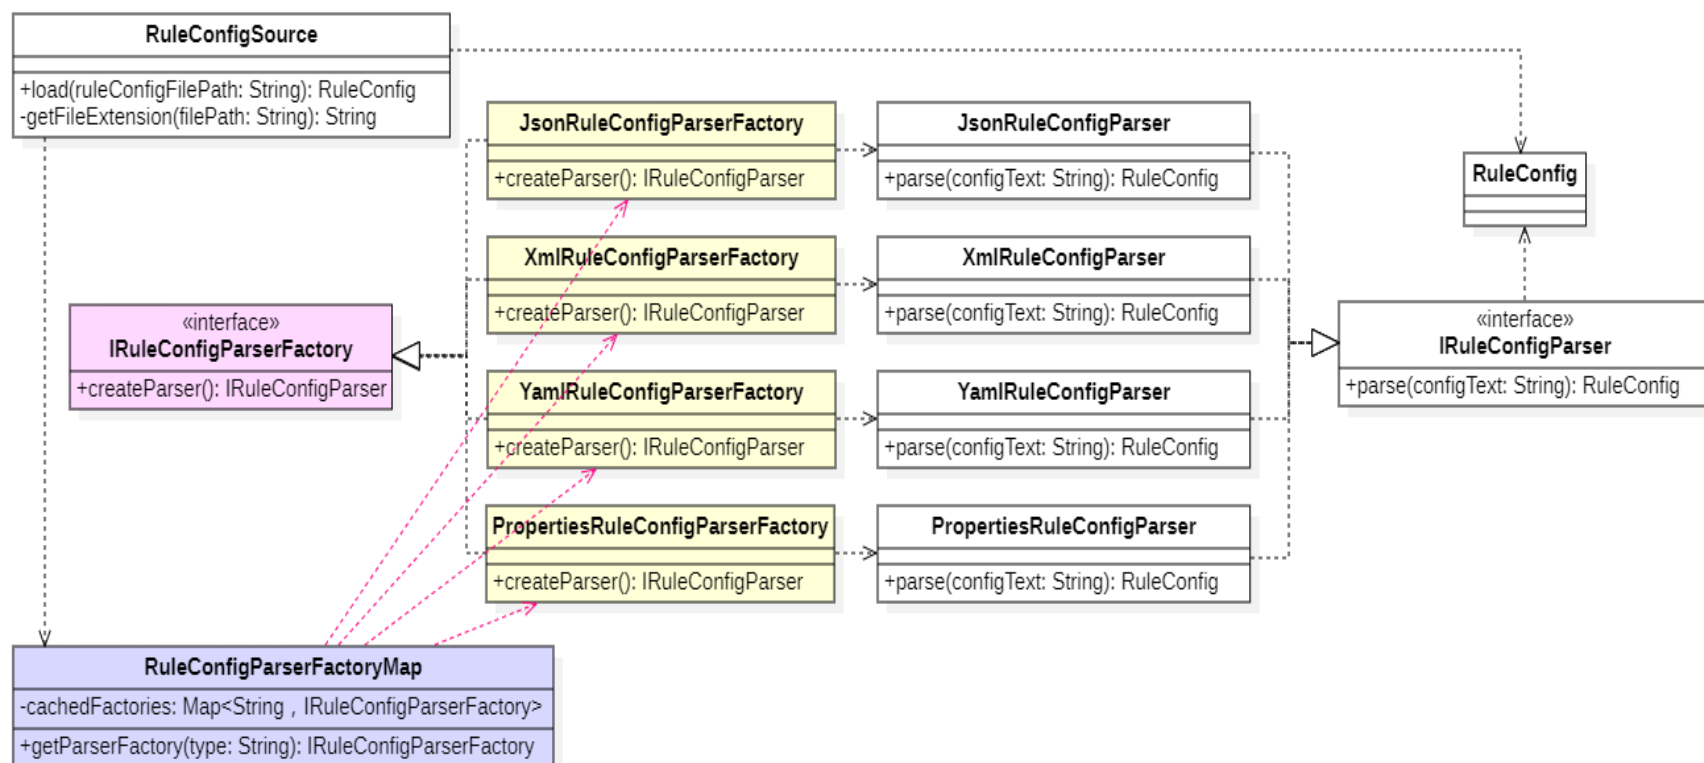 RuleConfigSource
+load(ruleConfigFilePath: String): RuleConfig
-getFileExtension(filePath: String): String
JsonRuleConfigParserFactory
+createParser(): IRuleConfigParser
JsonRuleConfigParser
+parse(configText: String): RuleConfig
RuleConfig
XmlRuleConfigParserFactory
+createParser(): IRuleConfigParser
XmlRuleConfigParser
+parse(configText: String): RuleConfig
«interface»
IRuleConfigParserFactory
+createParser(): IRuleConfigParser
«interface»
IRuleConfigParser
+parse(configText: String): RuleConfig
YamlRuleConfigParserFactory
+createParser(): IRuleConfigParser
YamlRuleConfigParser
+parse(configText: String): RuleConfig
PropertiesRuleConfigParserFactory
+createParser(): IRuleConfigParser
PropertiesRuleConfigParser
+parse(configText: String): RuleConfig
RuleConfigParserFactoryMap
-cachedFactories: Map<String , IRuleConfigParserFactory>
+getParserFactory(type: String): IRuleConfigParserFactory